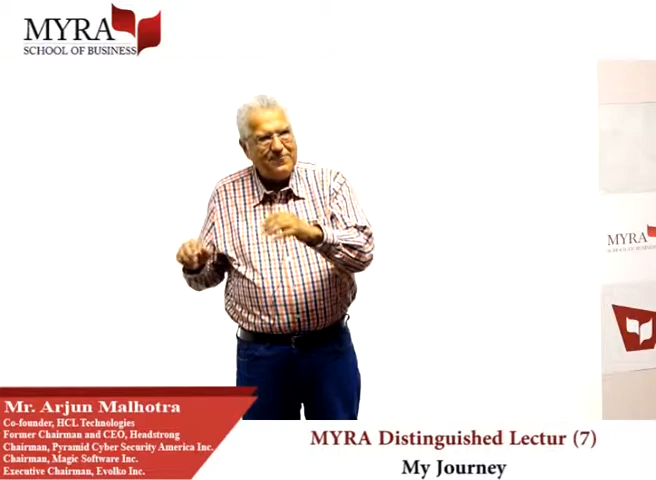 MYRA
SCHOOL OF BUSINESS
MYRA
SCHOOL OF BUSINESS
Mr. Arjun Malhotra
Co-founder, HCL Technologies
Former Chairman and CEO, Headstrong
Chairman, Pyramid Cyber Security America Inc.
Chairman, Magic Software Inc.
Executive Chairman, Evolko Inc.
MYRA Distinguished Lectur (7)
My Journey